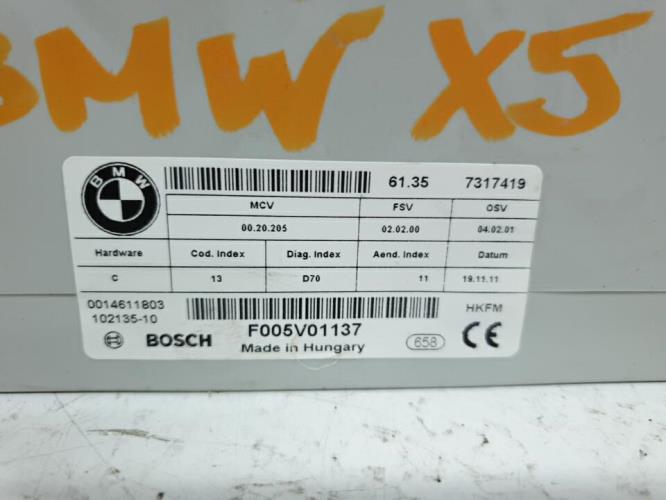 BMW X5
BMW
61.35 7317419
MCV FSV OSV
00.20.205 02.02.00 04.02.01
Hardware Cod. Index Diag. Index Aend. Index Datum
C 13 D70 11 19.11.11
0014611803 HKFM
102135-10
BOSCH F005V01137 658 CE
Made in Hungary